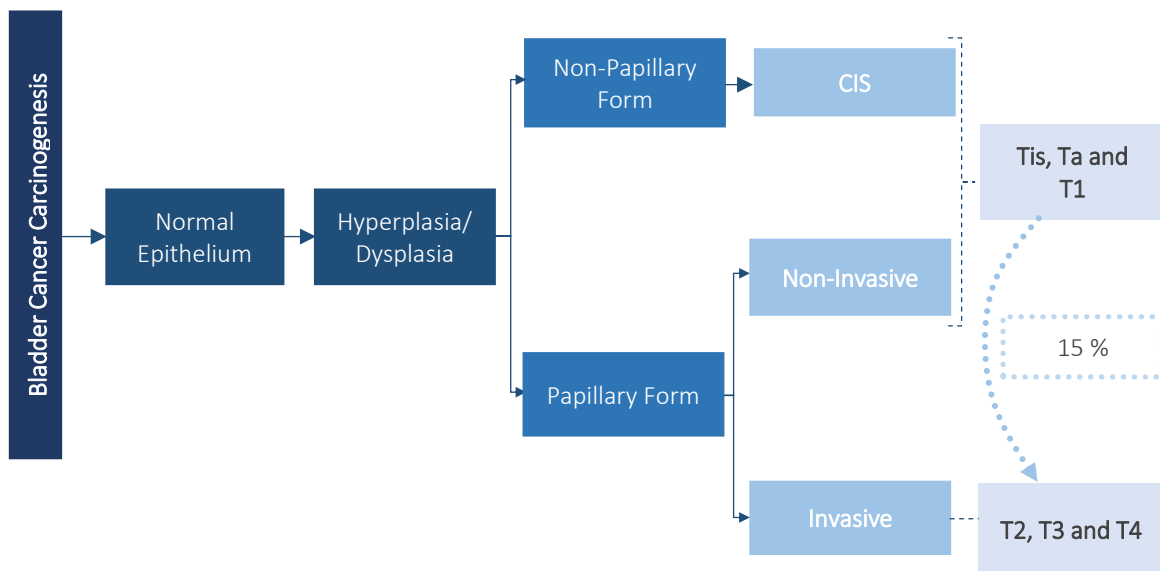 Bladder Cancer Carcinogenesis
Normal
Epithelium
Hyperplasia/
Dysplasia
Non-Papillary
Form
CIS
Tis, Ta and
T1
Non-Invasive
15 %
Papillary Form
Invasive
T2, T3 and T4